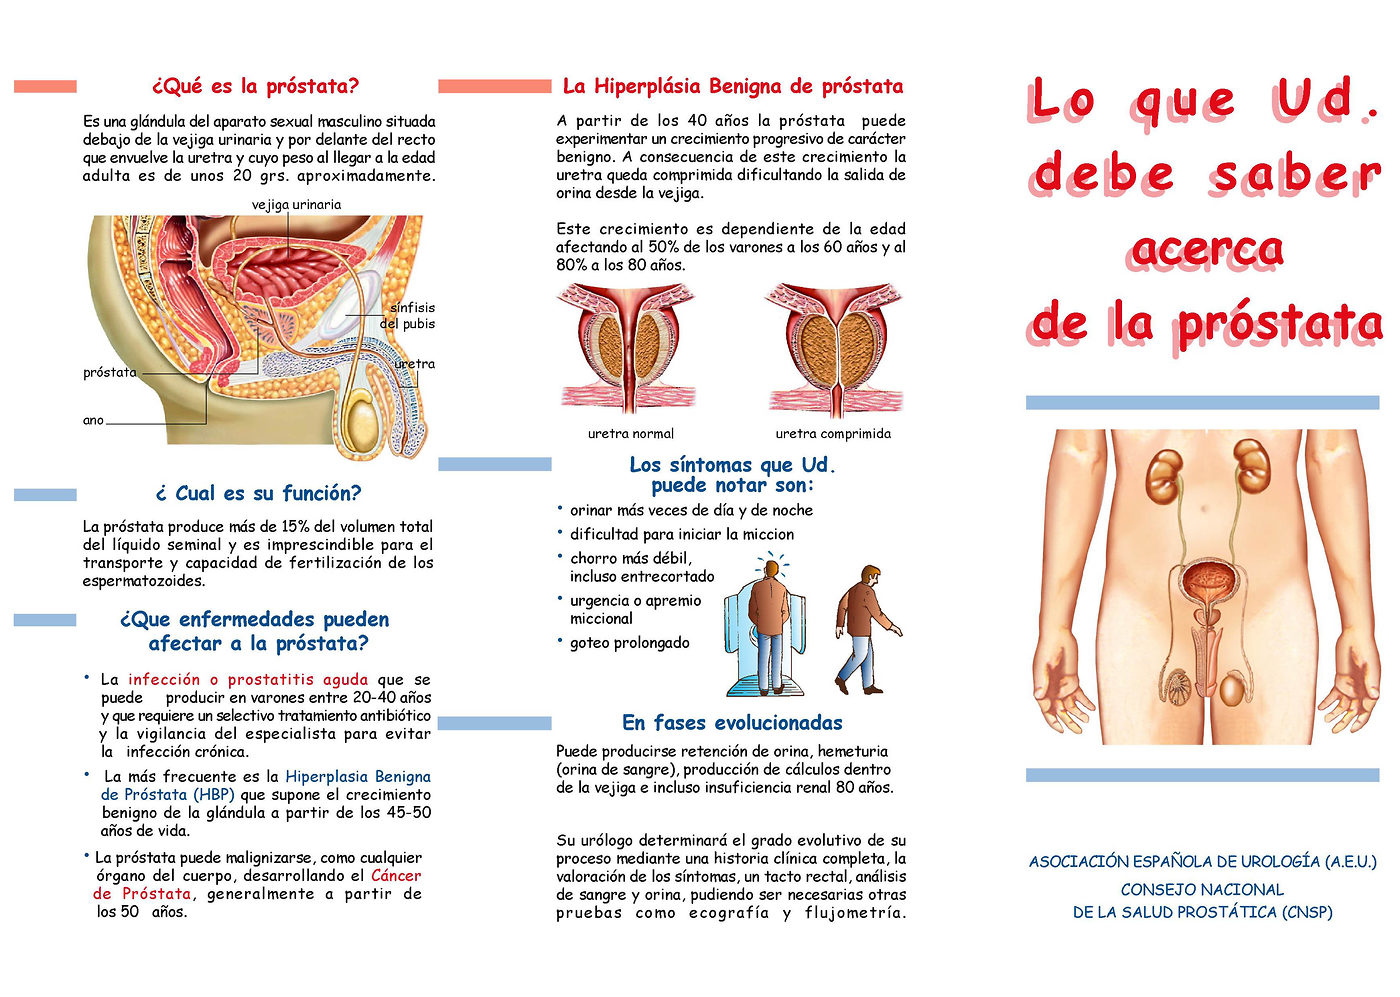 ¿Qué es la próstata?
Es una glándula del aparato sexual masculino situada
debajo de la vejiga urinaria y por delante del recto
que envuelve la uretra y cuyo peso al llegar a la edad
adulta es de unos 20 grs. aproximadamente.
vejiga urinaria
sínfisis
del pubis
uretra
próstata
ano
¿ Cual es su función?
La próstata produce más de 15% del volumen total
del líquido seminal y es imprescindible para el
transporte y capacidad de fertilización de los
espermatozoides.
¿Que enfermedades pueden
afectar a la próstata?
• La infección o prostatitis aguda que se
puede producir en varones entre 20-40 años
y que requiere un selectivo tratamiento antibiótico
y la vigilancia del especialista para evitar
la infección crónica.
• La más frecuente es la Hiperplasia Benigna
de Próstata (HBP) que supone el crecimiento
benigno de la glándula a partir de los 45-50
años de vida.
• La próstata puede malignizarse, como cualquier
órgano del cuerpo, desarrollando el Cáncer
de Próstata, generalmente a partir de
los 50 años.
La Hiperplásia Benigna de próstata
A partir de los 40 años la próstata puede
experimentar un crecimiento progresivo de carácter
benigno. A consecuencia de este crecimiento la
uretra queda comprimida dificultando la salida de
orina desde la vejiga.
Este crecimiento es dependiente de la edad
afectando al 50% de los varones a los 60 años y al
80% a los 80 años.
uretra normal
uretra comprimida
Los síntomas que Ud.
puede notar son:
• orinar más veces de día y de noche
• dificultad para iniciar la miccion
• chorro más débil,
incluso entrecortado
• urgencia o apremio
miccional
• goteo prolongado
En fases evolucionadas
Puede producirse retención de orina, hemeturia
(orina de sangre), producción de cálculos dentro
de la vejiga e incluso insuficiencia renal 80 años.
Su urólogo determinará el grado evolutivo de su
proceso mediante una historia clínica completa, la
valoración de los síntomas, un tacto rectal, análisis
de sangre y orina, pudiendo ser necesarias otras
pruebas como ecografía y flujometría.
Lo que Ud.
debe saber
acerca
de la próstata
ASOCIACIÓN ESPAÑOLA DE UROLOGÍA (A.E.U.)
CONSEJO NACIONAL
DE LA SALUD PROSTÁTICA (CNSP)